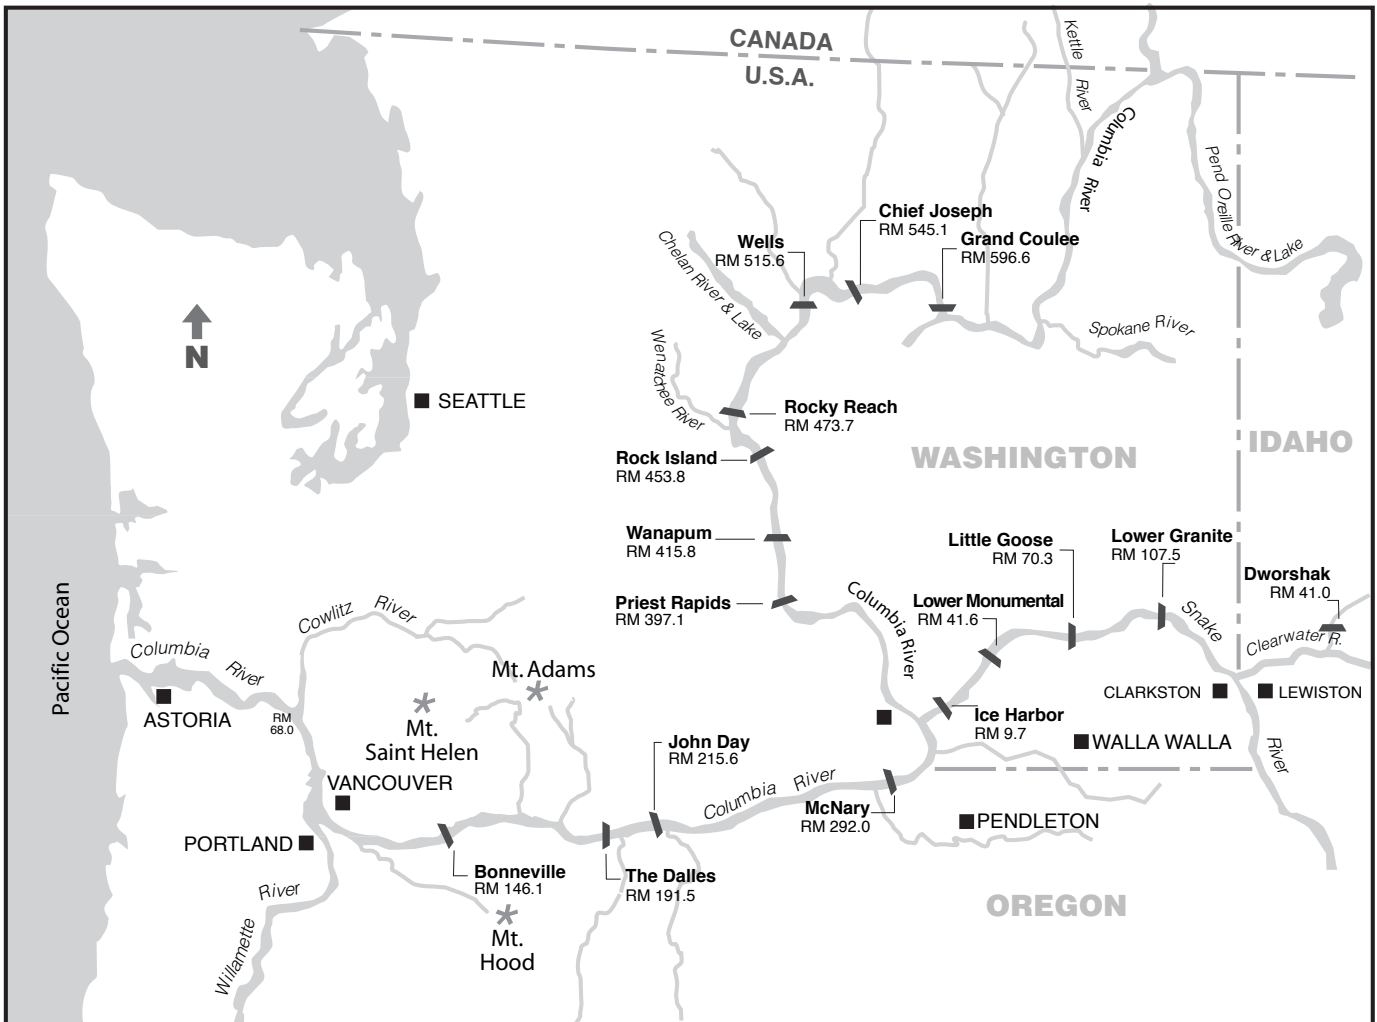 CANADA
U.S.A.
Kettle
River
Columbia
River
Pend Oreille
River & Lake
Chief Joseph
RM 545.1
Wells
RM 515.6
Grand Coulee
RM 596.6
Chelan River & Lake
Spokane River
Wenatchee River
N
SEATTLE
Rocky Reach
RM 473.7
WASHINGTON
IDAHO
Rock Island
RM 453.8
Wanapum
RM 415.8
Little Goose
RM 70.3
Lower Granite
RM 107.5
Dworshak
RM 41.0
Priest Rapids
RM 397.1
Columbia River
Lower Monumental
RM 41.6
Snake
Clearwater R.
Pacific Ocean
Cowlitz
River
Columbia
River
Mt. Adams
CLARKSTON
LEWISTON
ASTORIA
RM
68.0
Mt.
Saint Helen
Ice Harbor
RM 9.7
WALLA WALLA
River
John Day
RM 215.6
VANCOUVER
Columbia
River
McNary
RM 292.0
PENDLETON
PORTLAND
Bonneville
RM 146.1
The Dalles
RM 191.5
River
Willamette
OREGON
Mt.
Hood